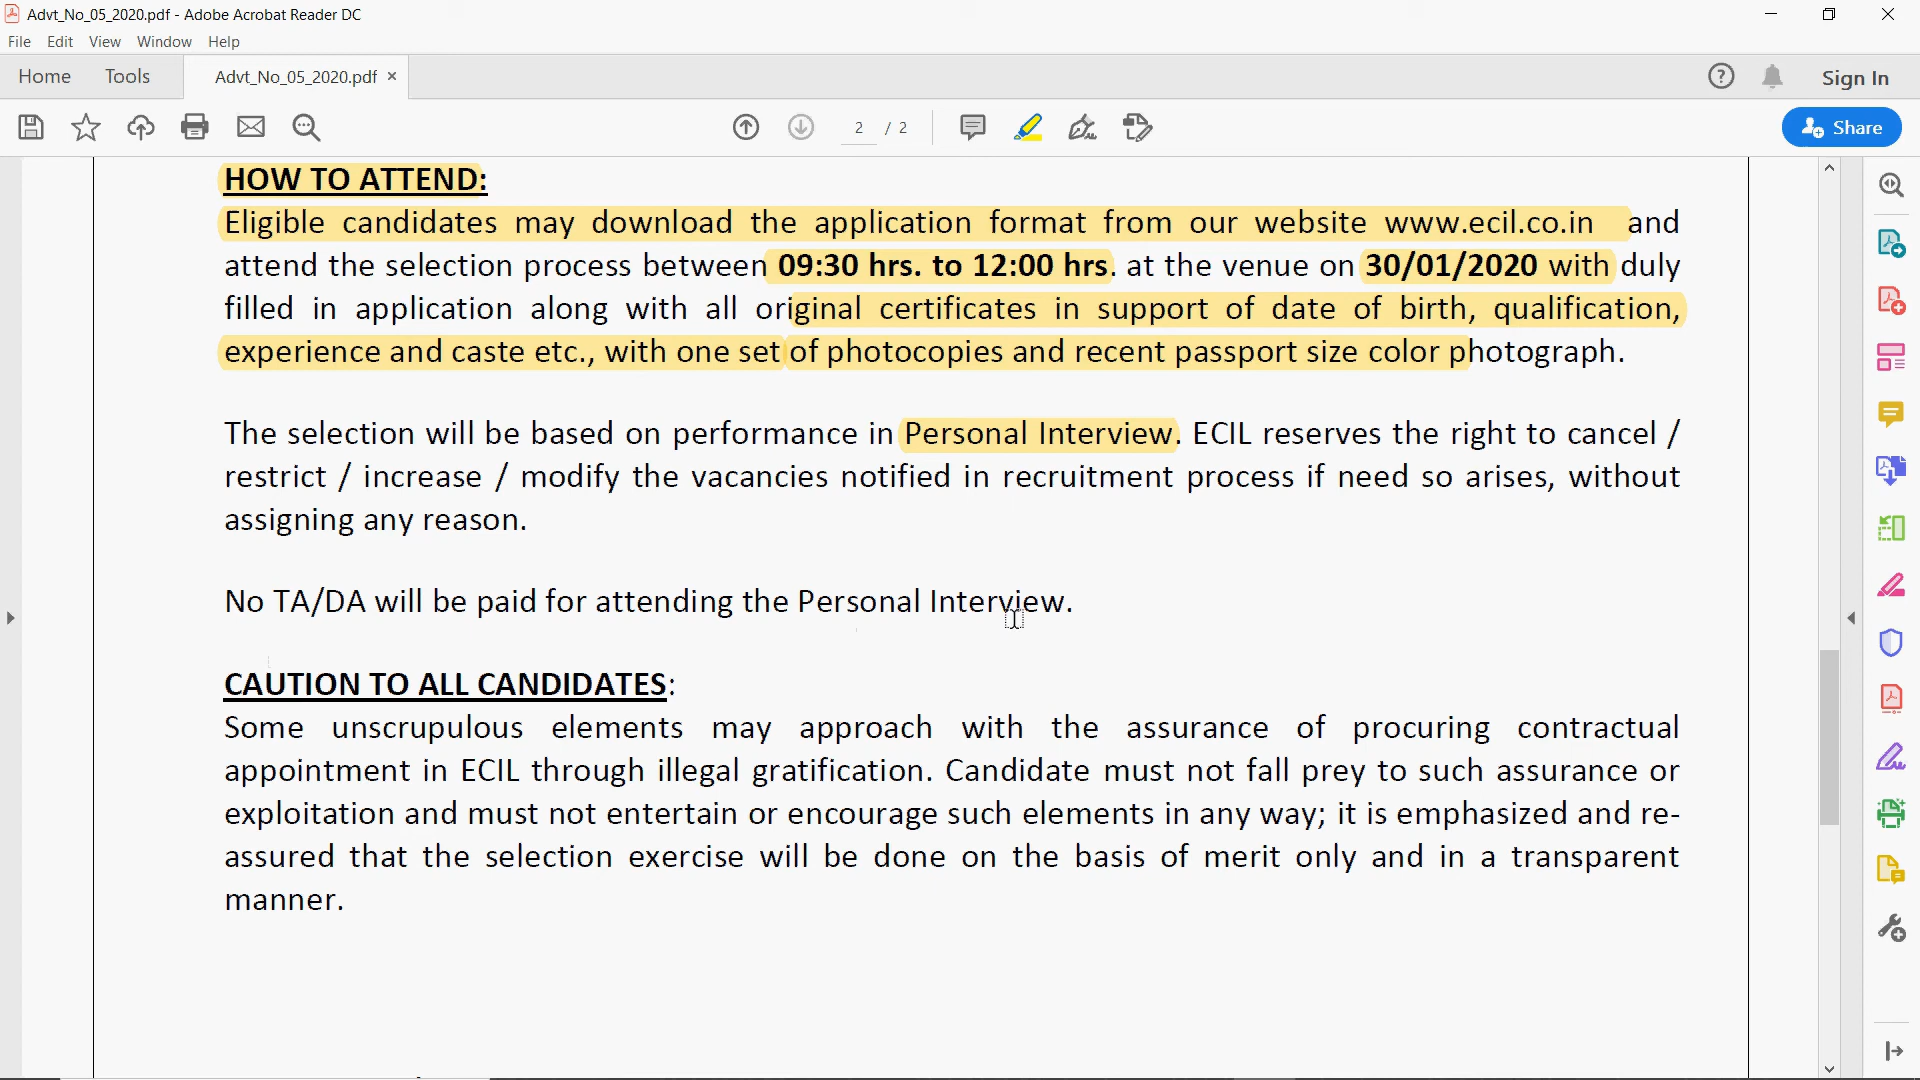 Advt_No_05_2020.pdf - Adobe Acrobat Reader DC
File Edit View Window Help
Home Tools Advt_No_05_2020.pdf × Sign In
2 / 2 Share
HOW TO ATTEND:
Eligible candidates may download the application format from our website www.ecil.co.in and
attend the selection process between 09:30 hrs. to 12:00 hrs. at the venue on 30/01/2020 with duly
filled in application along with all original certificates in support of date of birth, qualification,
experience and caste etc., with one set of photocopies and recent passport size color photograph.
The selection will be based on performance in Personal Interview. ECIL reserves the right to cancel /
restrict / increase / modify the vacancies notified in recruitment process if need so arises, without
assigning any reason.
No TA/DA will be paid for attending the Personal Interview.
CAUTION TO ALL CANDIDATES:
Some unscrupulous elements may approach with the assurance of procuring contractual
appointment in ECIL through illegal gratification. Candidate must not fall prey to such assurance or
exploitation and must not entertain or encourage such elements in any way; it is emphasized and re-
assured that the selection exercise will be done on the basis of merit only and in a transparent
manner.